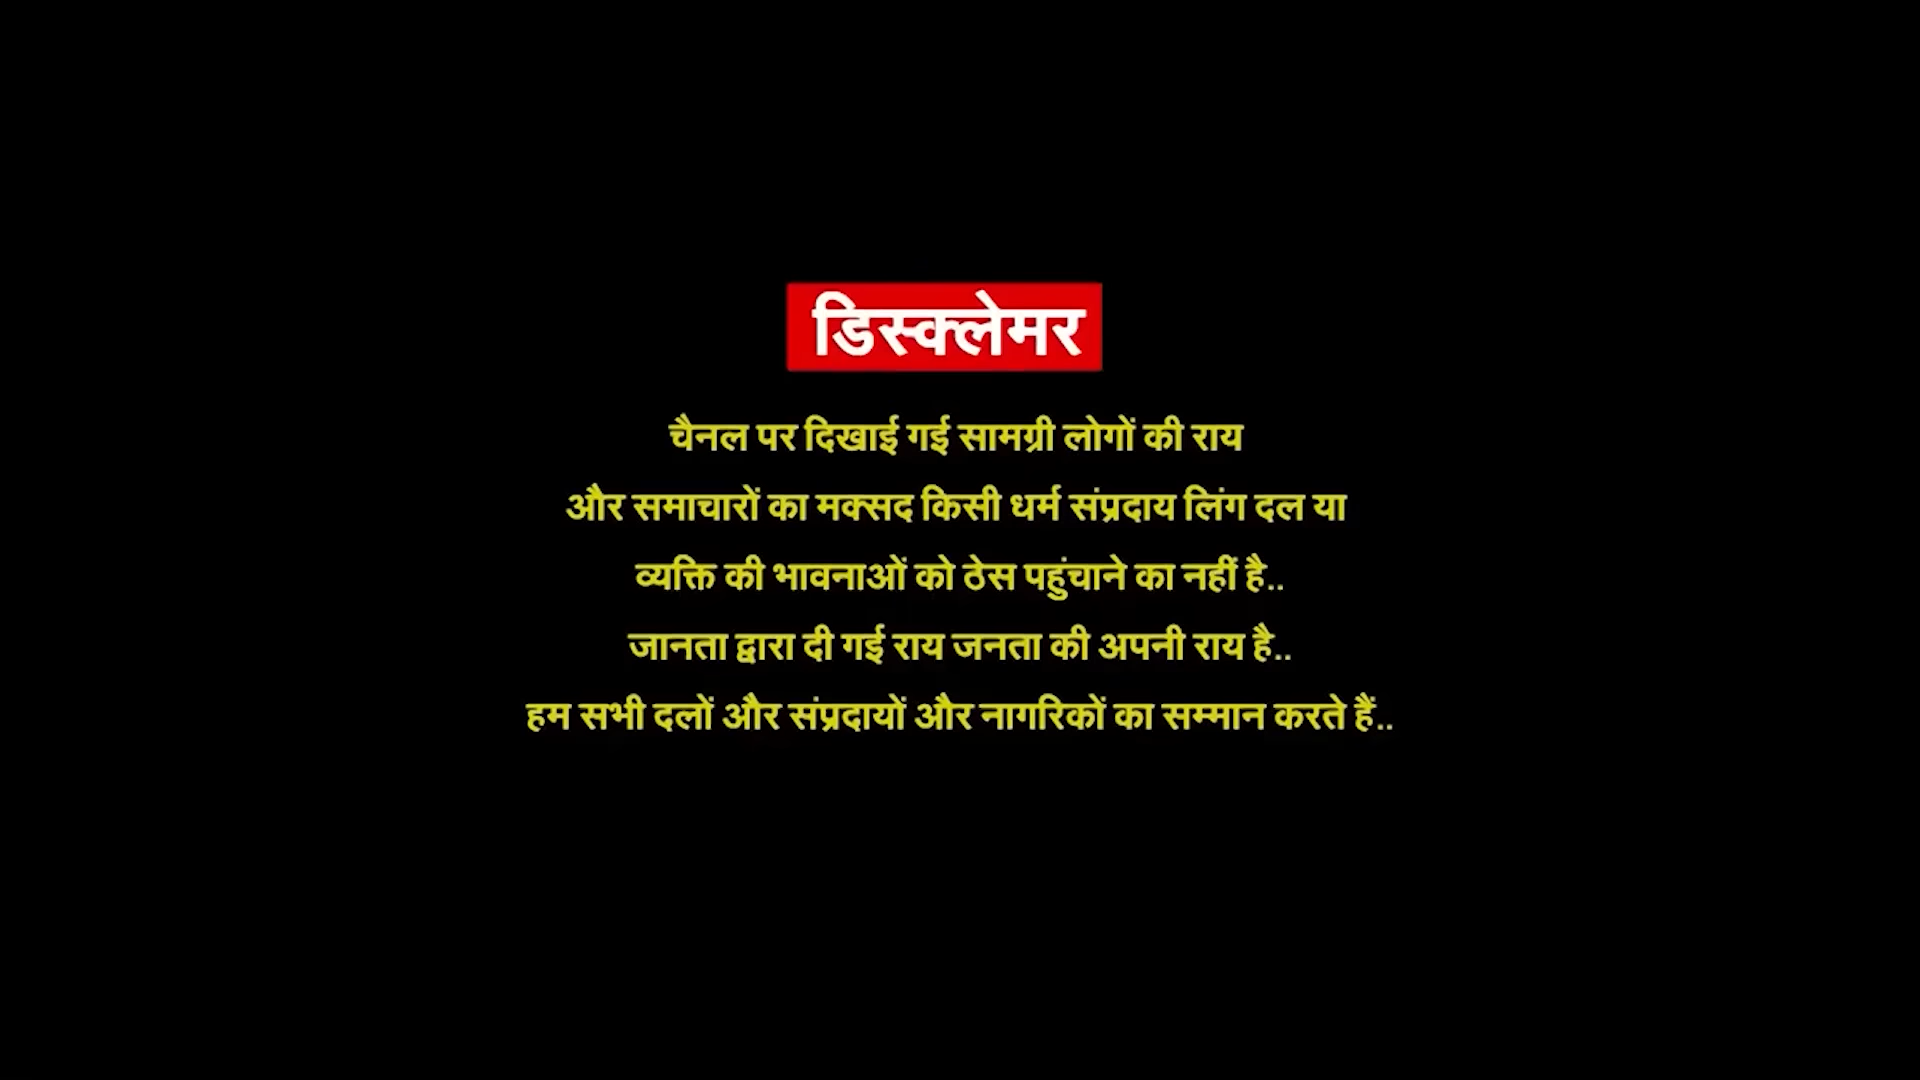 डिस्क्लेमर
चैनल पर दिखाई गई सामग्री लोगों की राय
और समाचारों का मक्सद किसी धर्म संप्रदाय लिंग दल या
व्यक्ति की भावनाओं को ठेस पहुंचाने का नहीं है..
जानता द्वारा दी गई राय जनता की अपनी राय है..
हम सभी दलों और संप्रदायों और नागरिकों का सम्मान करते हैं..